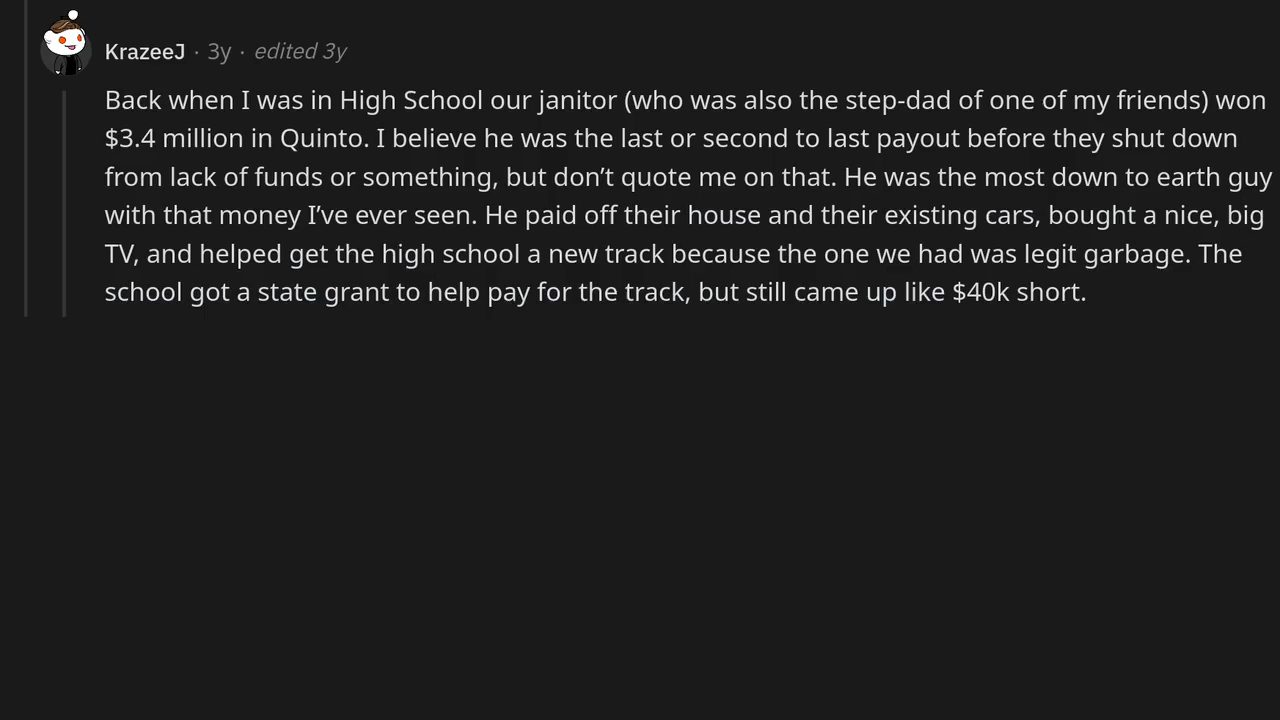 KrazeeJ · 3y · edited 3y
Back when I was in High School our janitor (who was also the step-dad of one of my friends) won
$3.4 million in Quinto. I believe he was the last or second to last payout before they shut down
from lack of funds or something, but don’t quote me on that. He was the most down to earth guy
with that money I’ve ever seen. He paid off their house and their existing cars, bought a nice, big
TV, and helped get the high school a new track because the one we had was legit garbage. The
school got a state grant to help pay for the track, but still came up like $40k short.